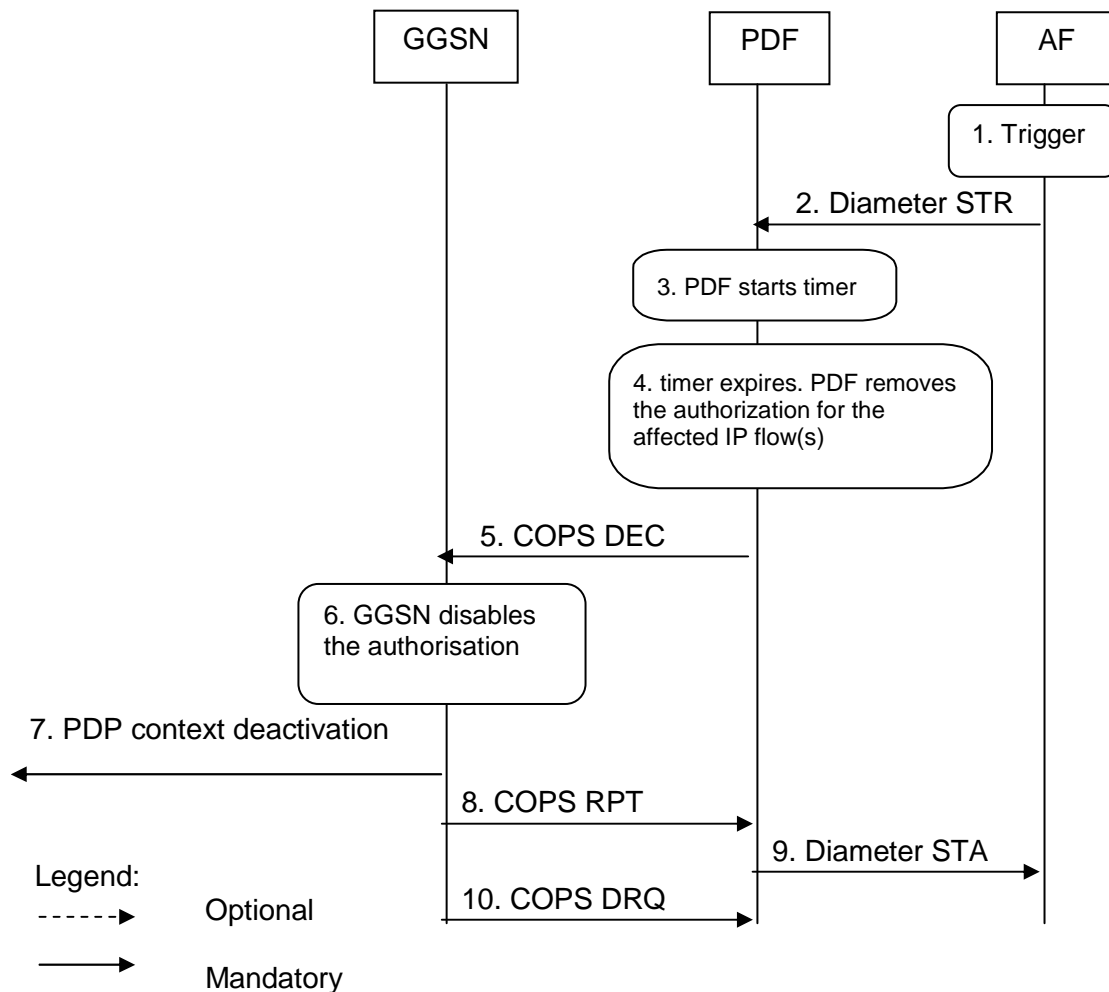 GGSN
PDF
AF
1. Trigger
2. Diameter STR
3. PDF starts timer
4. timer expires. PDF removes
the authorization for the
affected IP flow(s)
5. COPS DEC
6. GGSN disables
the authorisation
7. PDP context deactivation
8. COPS RPT
9. Diameter STA
10. COPS DRQ
Legend:
Optional
Mandatory